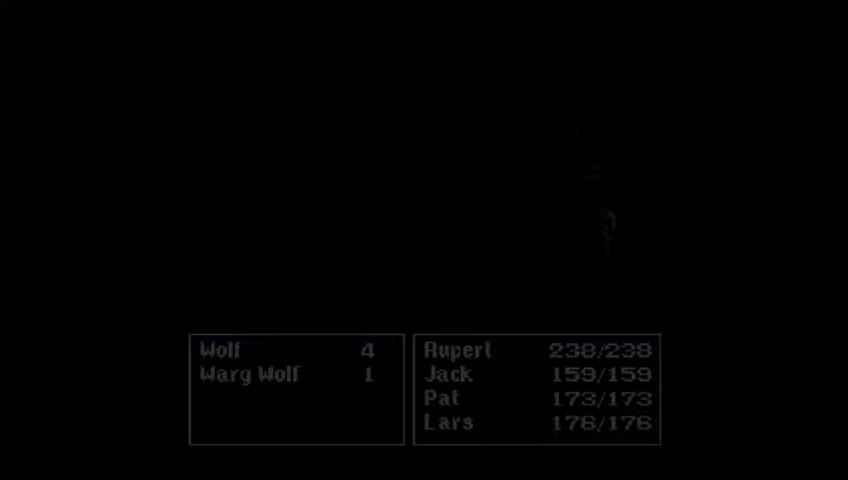 Wolf 4
Warg Wolf 1
Rupert 238/238
Jack 159/159
Pat 173/173
Lars 176/176